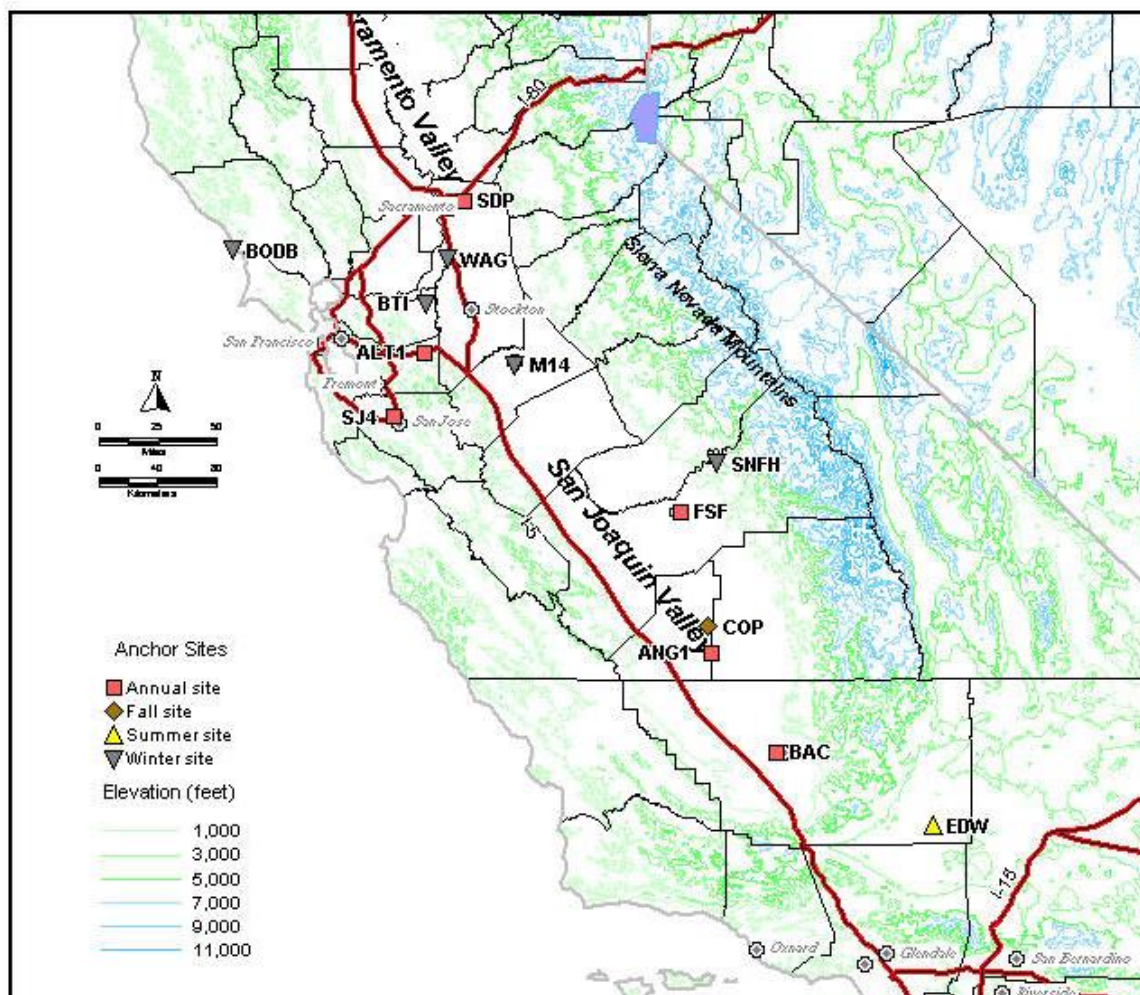 cramento Valley
I-80
SDP
Sacramento
BODB
WAG
BTI
Stockton
Sierra Nevada Mountains
San Francisco
ALT1
M14
Fremont
SJ4
San Jose
N
0 25 50
Miles
0 40 80
Kilometers
SNFH
San Joaquin Valley
I-5
FSF
COP
ANG1
Anchor Sites
Annual site
Fall site
Summer site
Winter site
BAC
Elevation (feet)
1,000
3,000
5,000
7,000
9,000
11,000
EDW
I-15
Oxnard
Glendale
San Bernardino
Riverside